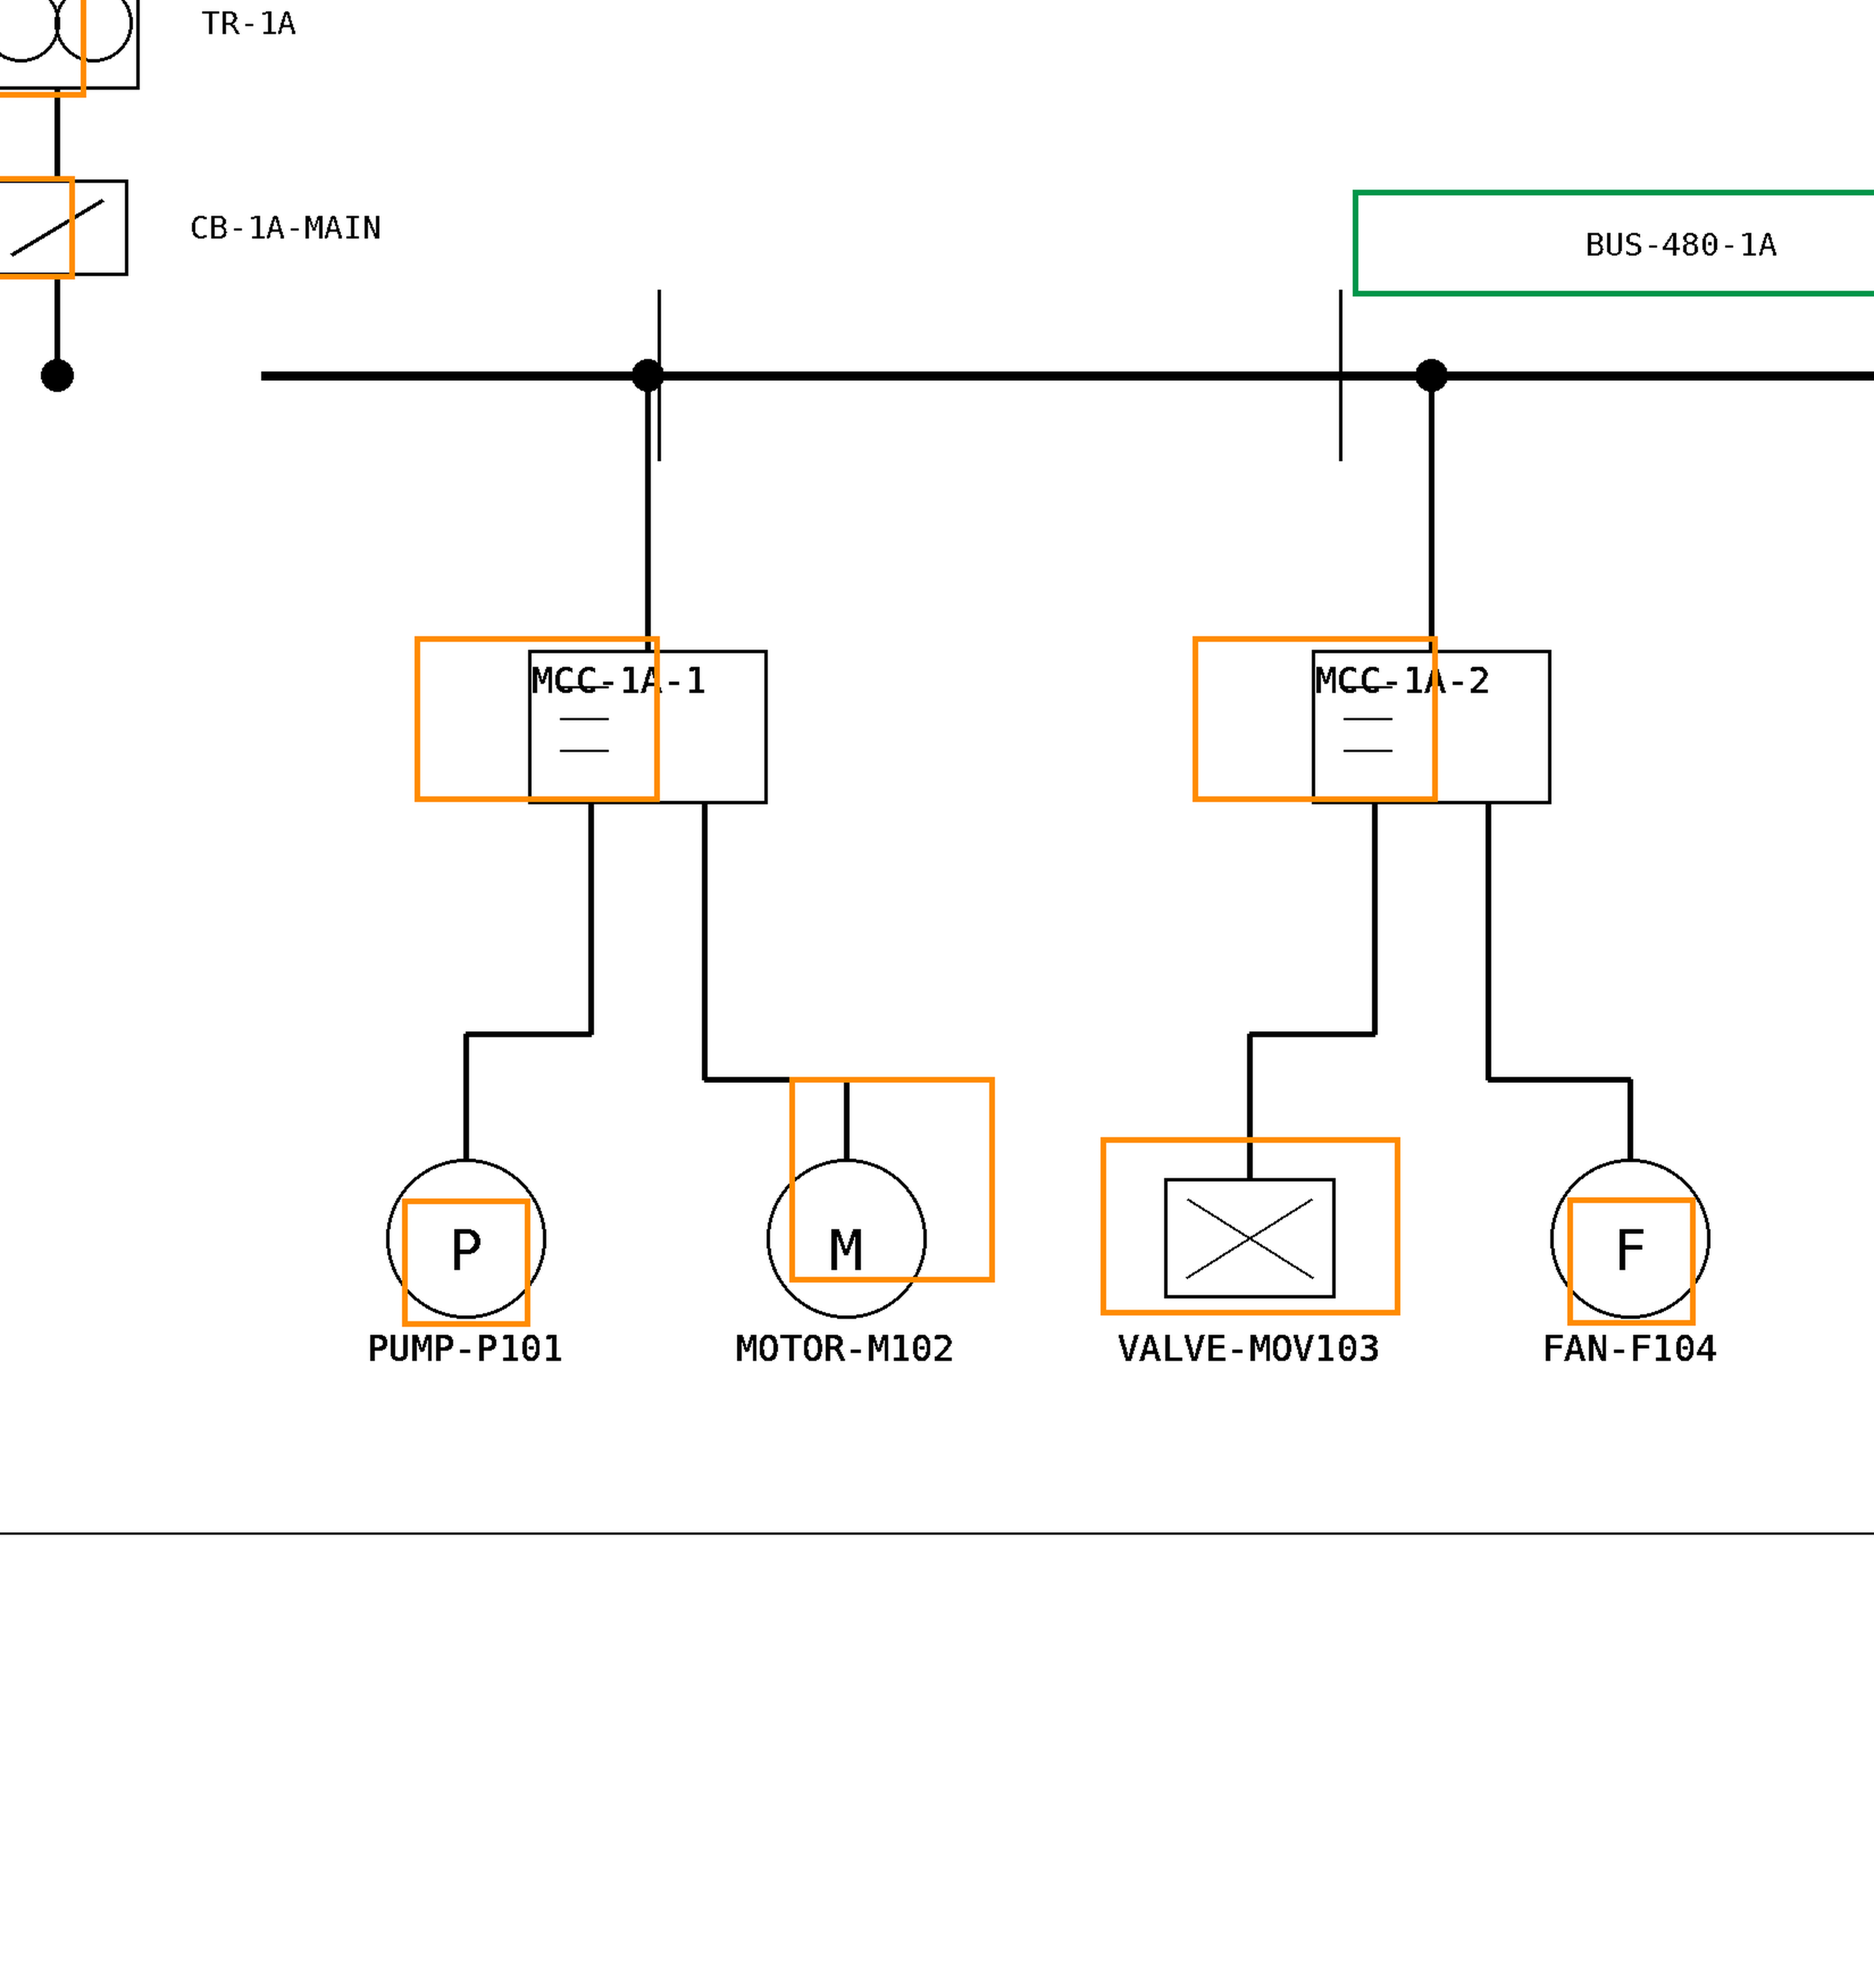 TR-1A
CB-1A-MAIN
BUS-480-1A
MCC-1A-1
MCC-1A-2
P
M
F
PUMP-P101
MOTOR-M102
VALVE-MOV103
FAN-F104